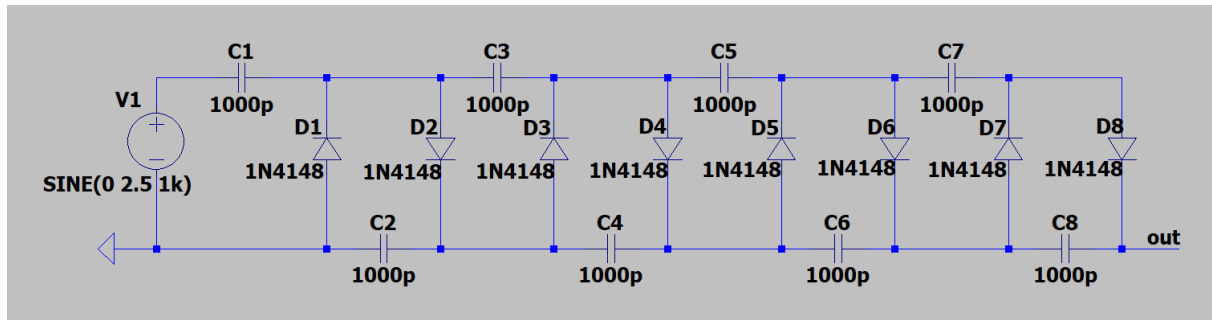 C1 C3 C5 C7
1000p 1000p 1000p 1000p
V1
D1 D2 D3 D4 D5 D6 D7 D8
1N4148 1N4148 1N4148 1N4148 1N4148 1N4148 1N4148 1N4148
SINE(0 2.5 1k)
C2 C4 C6 C8 out
1000p 1000p 1000p 1000p